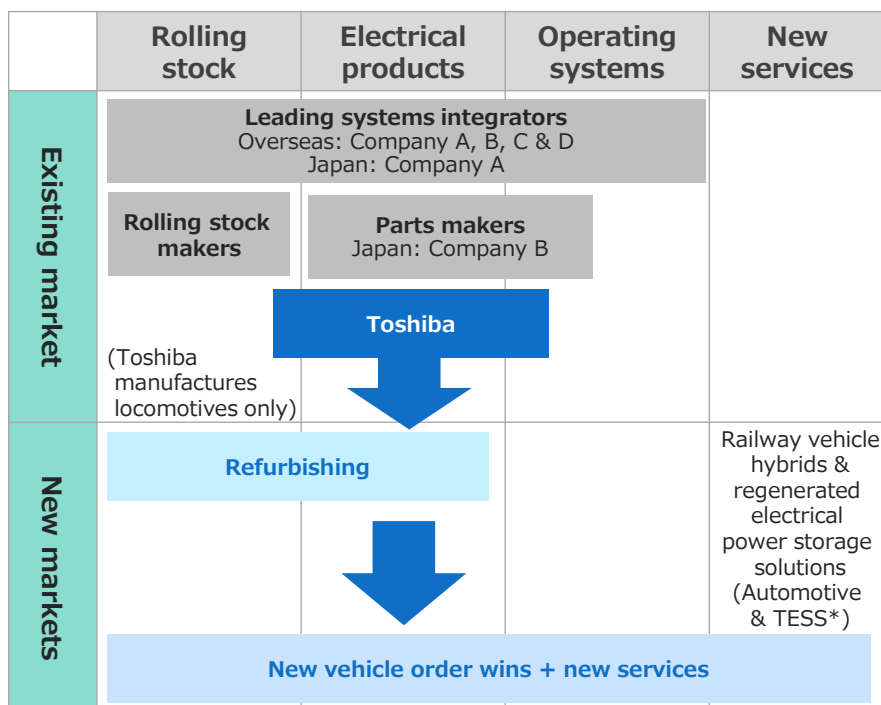 Rolling
stock
Electrical
products
Operating
systems
New
services
Existing market
Leading systems integrators
Overseas: Company A, B, C & D
Japan: Company A
Rolling stock
makers
Parts makers
Japan: Company B
Toshiba
(Toshiba
manufactures
locomotives only)
New markets
Refurbishing
Railway vehicle
hybrids &
regenerated
electrical
power storage
solutions
(Automotive
& TESS*)
New vehicle order wins + new services